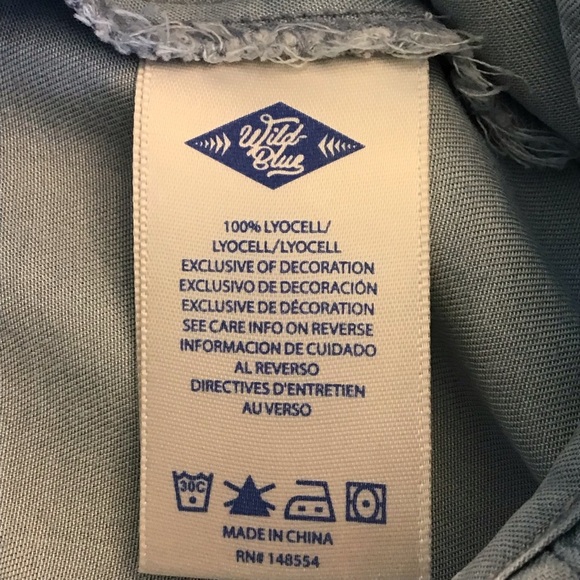 Wild-
Blue
100% LYOCELL/
LYOCELL/LYOCELL
EXCLUSIVE OF DECORATION
EXCLUSIVO DE DECORACIÓN
EXCLUSIVE DE DÉCORATION
SEE CARE INFO ON REVERSE
INFORMACION DE CUIDADO
AL REVERSO
DIRECTIVES D'ENTRETIEN
AU VERSO
30C
MADE IN CHINA
RN# 148554